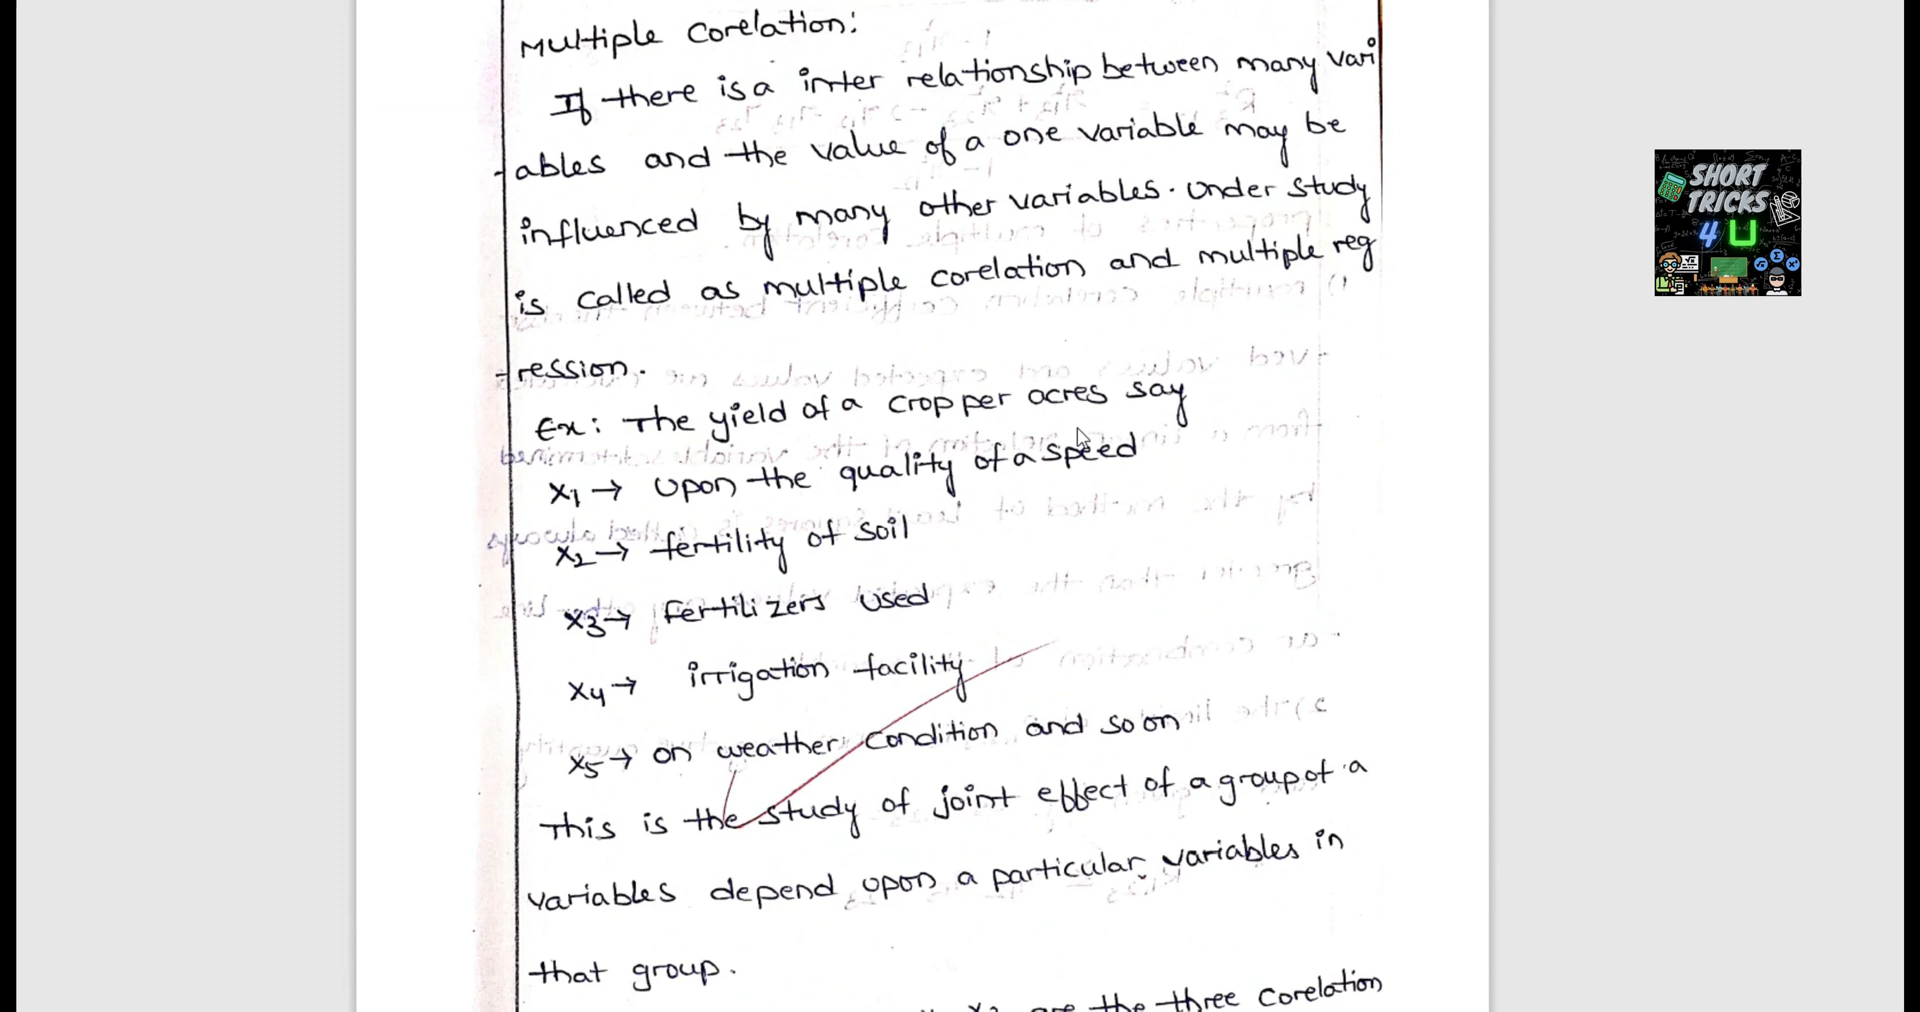 Multiple Corelation:
If there is a inter relationship between many vari
-ables and the value of a one variable may be
influenced by many other variables. Under study
is called as multiple corelation and multiple reg
-ression.
Ex: The yield of a crop per acres say
X1 → Upon the quality of a speed
X2 → fertility of soil
X3 → Fertilizers used
X4 → irrigation facility
X5 → on weather condition and so on
This is the study of joint effect of a group of a
variables depend upon a particular variables in
that group.
are the three corelation
SHORT
TRICKS
4 U